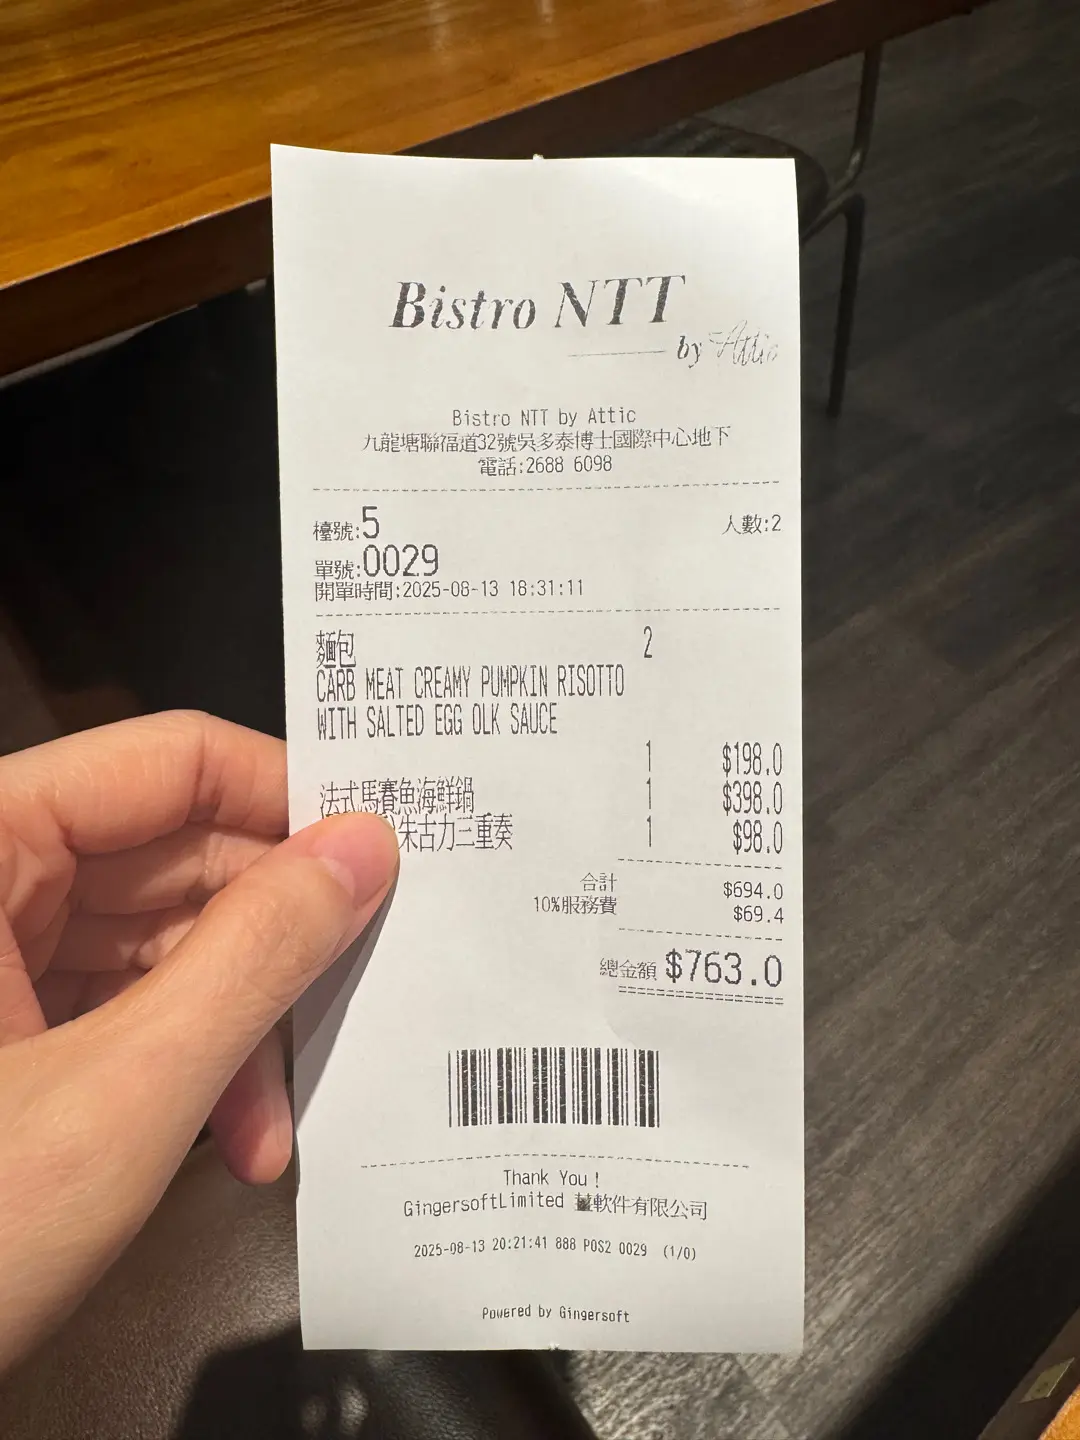 Bistro NTT
by Attic
Bistro NTT by Attic
九龍塘聯福道32號吳多泰博士國際中心地下
電話:2688 6098
檯號:5 人數:2
單號:0029
開單時間:2025-08-13 18:31:11
麵包 2
CARB MEAT CREAMY PUMPKIN RISOTTO
WITH SALTED EGG OLK SAUCE
1 $198.0
法式馬賽魚海鮮鍋 1 $398.0
朱古力三重奏 1 $98.0
合計 $694.0
10%服務費 $69.4
總金額 $763.0
Thank You !
GingersoftLimited 薑軟件有限公司
2025-08-13 20:21:41 888 POS2 0029 (1/0)
Powered by Gingersoft